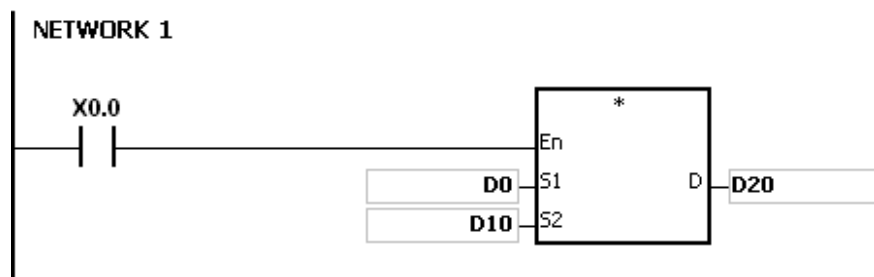 NETWORK 1
X0.0
*
En
D0 S1 D D20
D10 S2